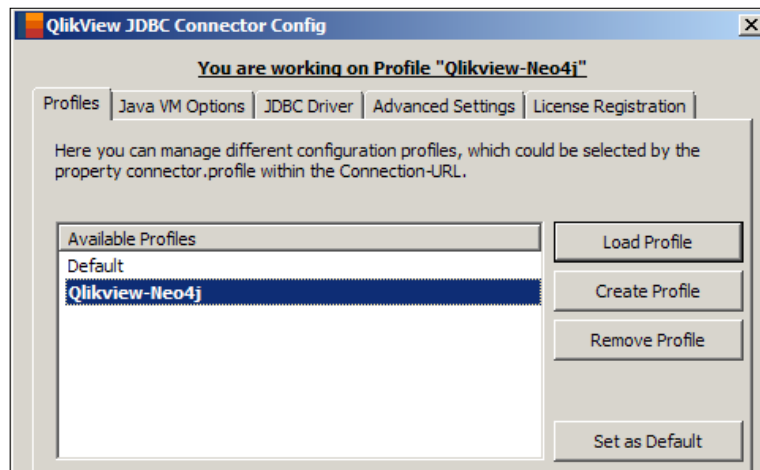 QlikView JDBC Connector Config
You are working on Profile "Qlikview-Neo4j"
Profiles
Java VM Options
JDBC Driver
Advanced Settings
License Registration
Here you can manage different configuration profiles, which could be selected by the
property connector.profile within the Connection-URL.
Available Profiles
Default
Qlikview-Neo4j
Load Profile
Create Profile
Remove Profile
Set as Default